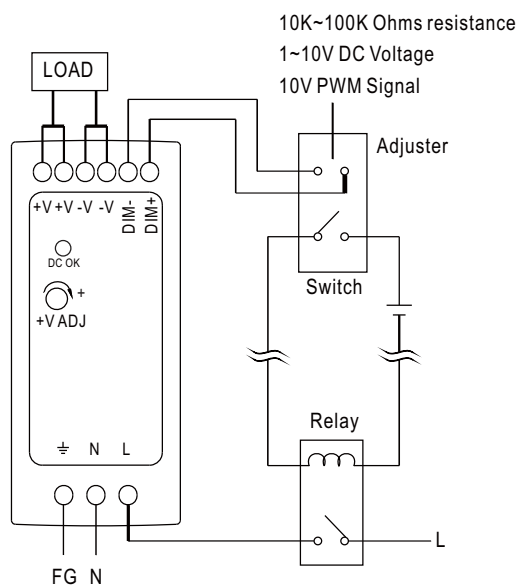 10K~100K Ohms resistance
1~10V DC Voltage
10V PWM Signal
LOAD
Adjuster
+V +V -V -V DIM- DIM+
DC OK
+
+V ADJ
Switch
Relay
N L
L
FG N